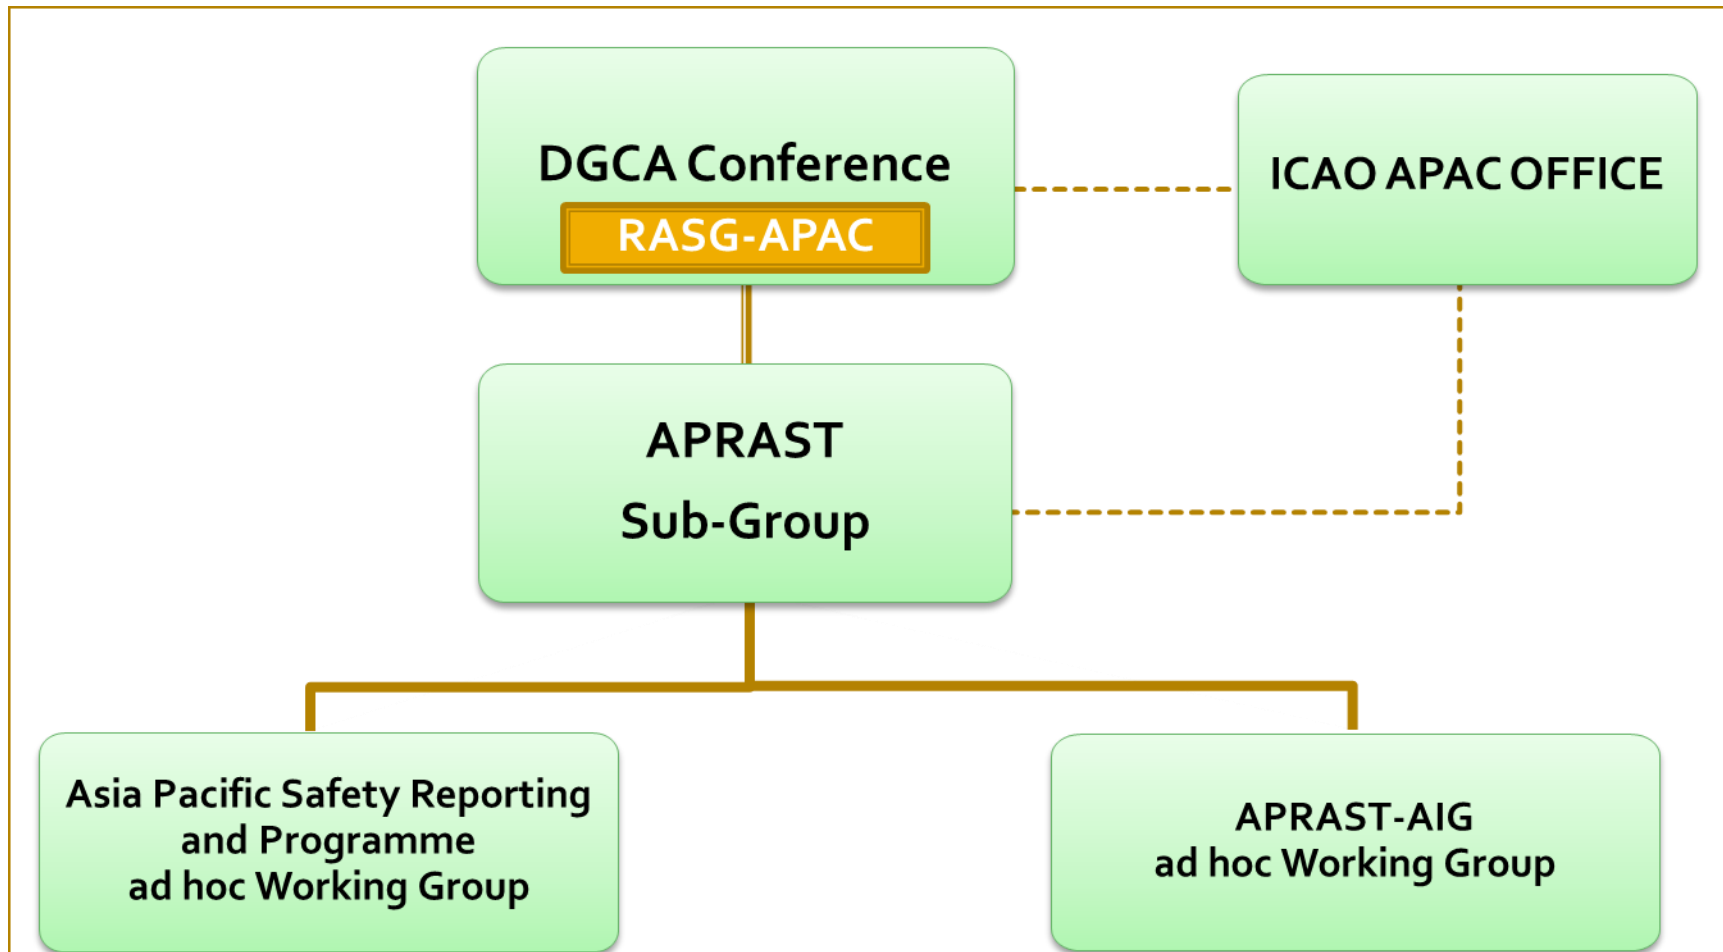 DGCA Conference
RASG-APAC
ICAO APAC OFFICE
APRAST
Sub-Group
Asia Pacific Safety Reporting
and Programme
ad hoc Working Group
APRAST-AIG
ad hoc Working Group